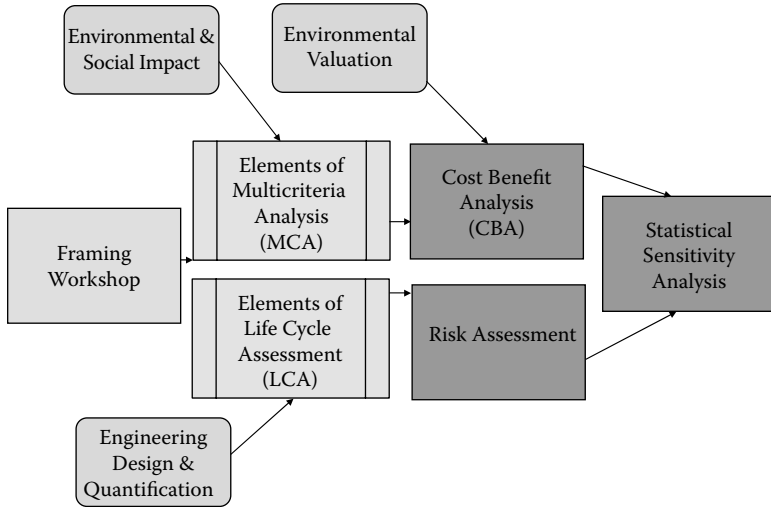 Environmental &
Social Impact
Environmental
Valuation
Elements of
Multicriteria
Analysis
(MCA)
Cost Benefit
Analysis
(CBA)
Framing
Workshop
Statistical
Sensitivity
Analysis
Elements of
Life Cycle
Assessment
(LCA)
Risk Assessment
Engineering
Design &
Quantification